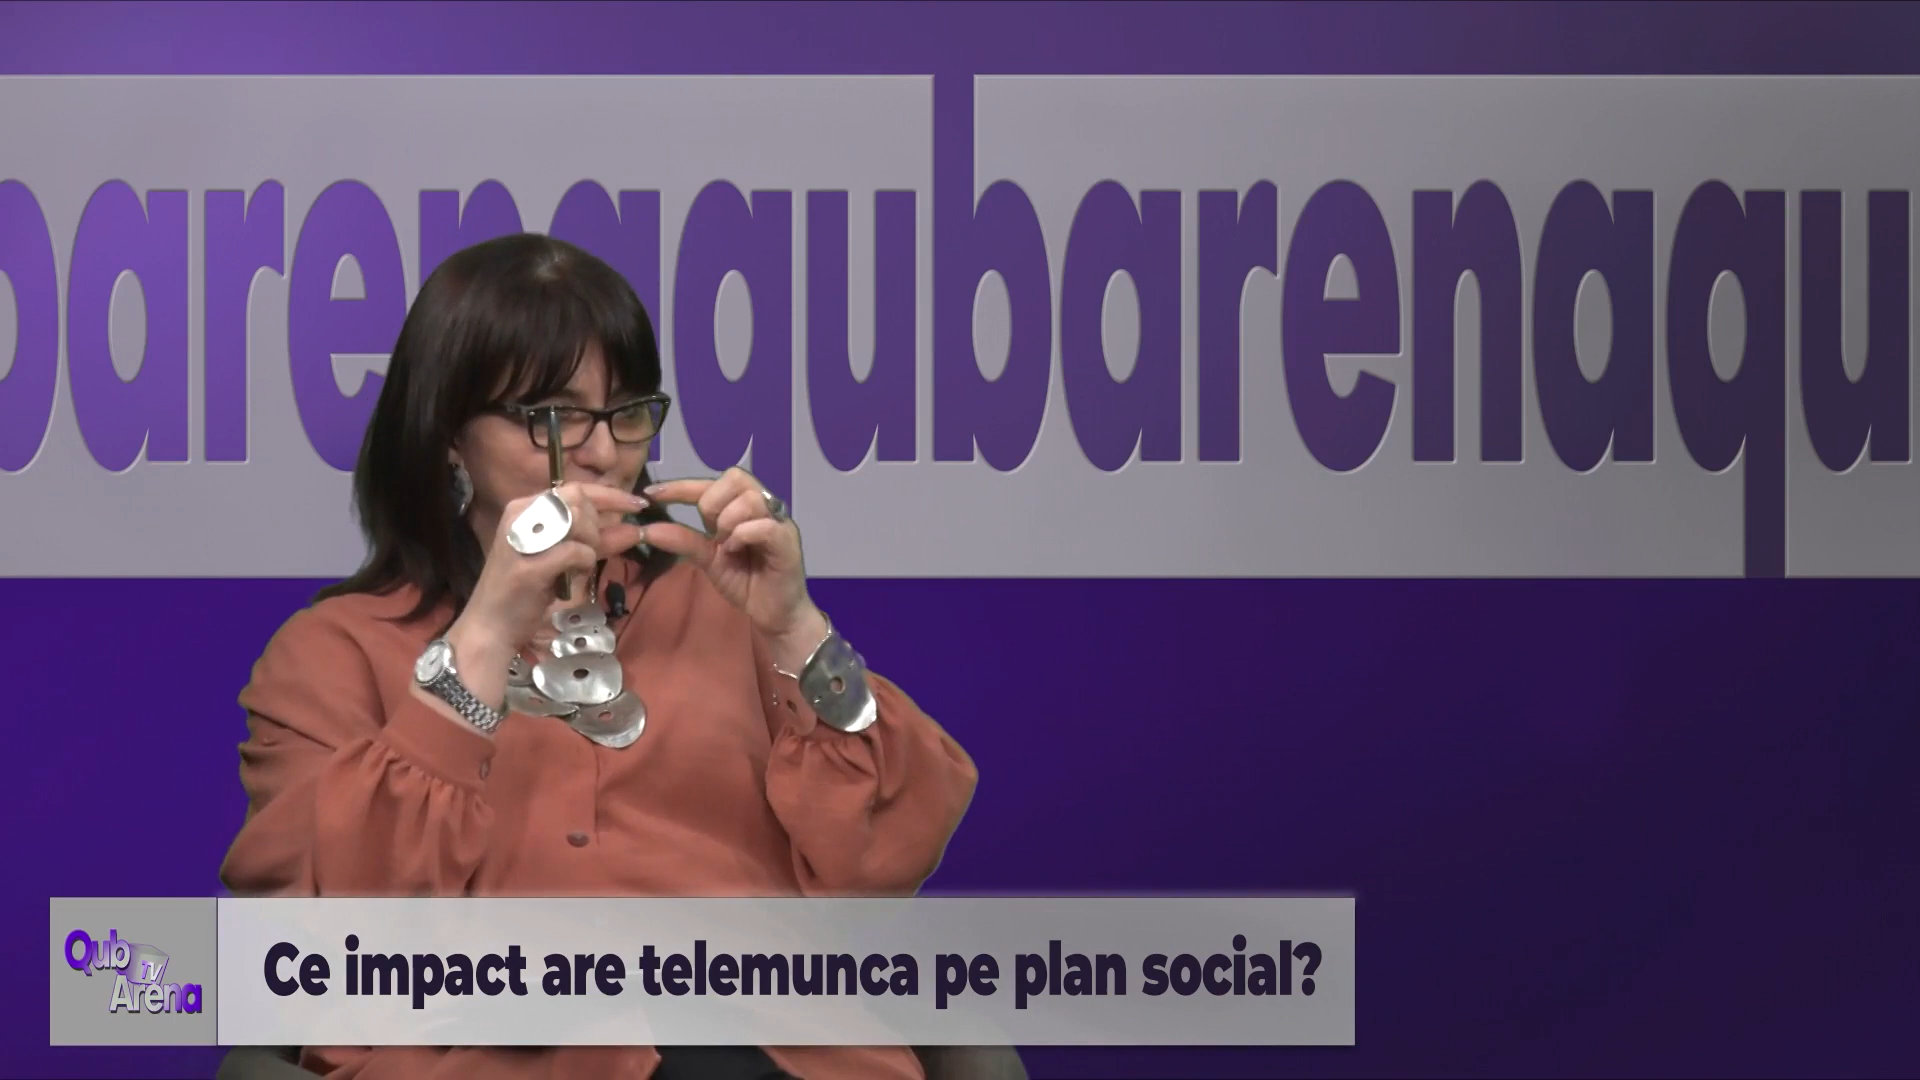 barenaqubarenaqu
Qub
TV
Arena
Ce impact are telemunca pe plan social?